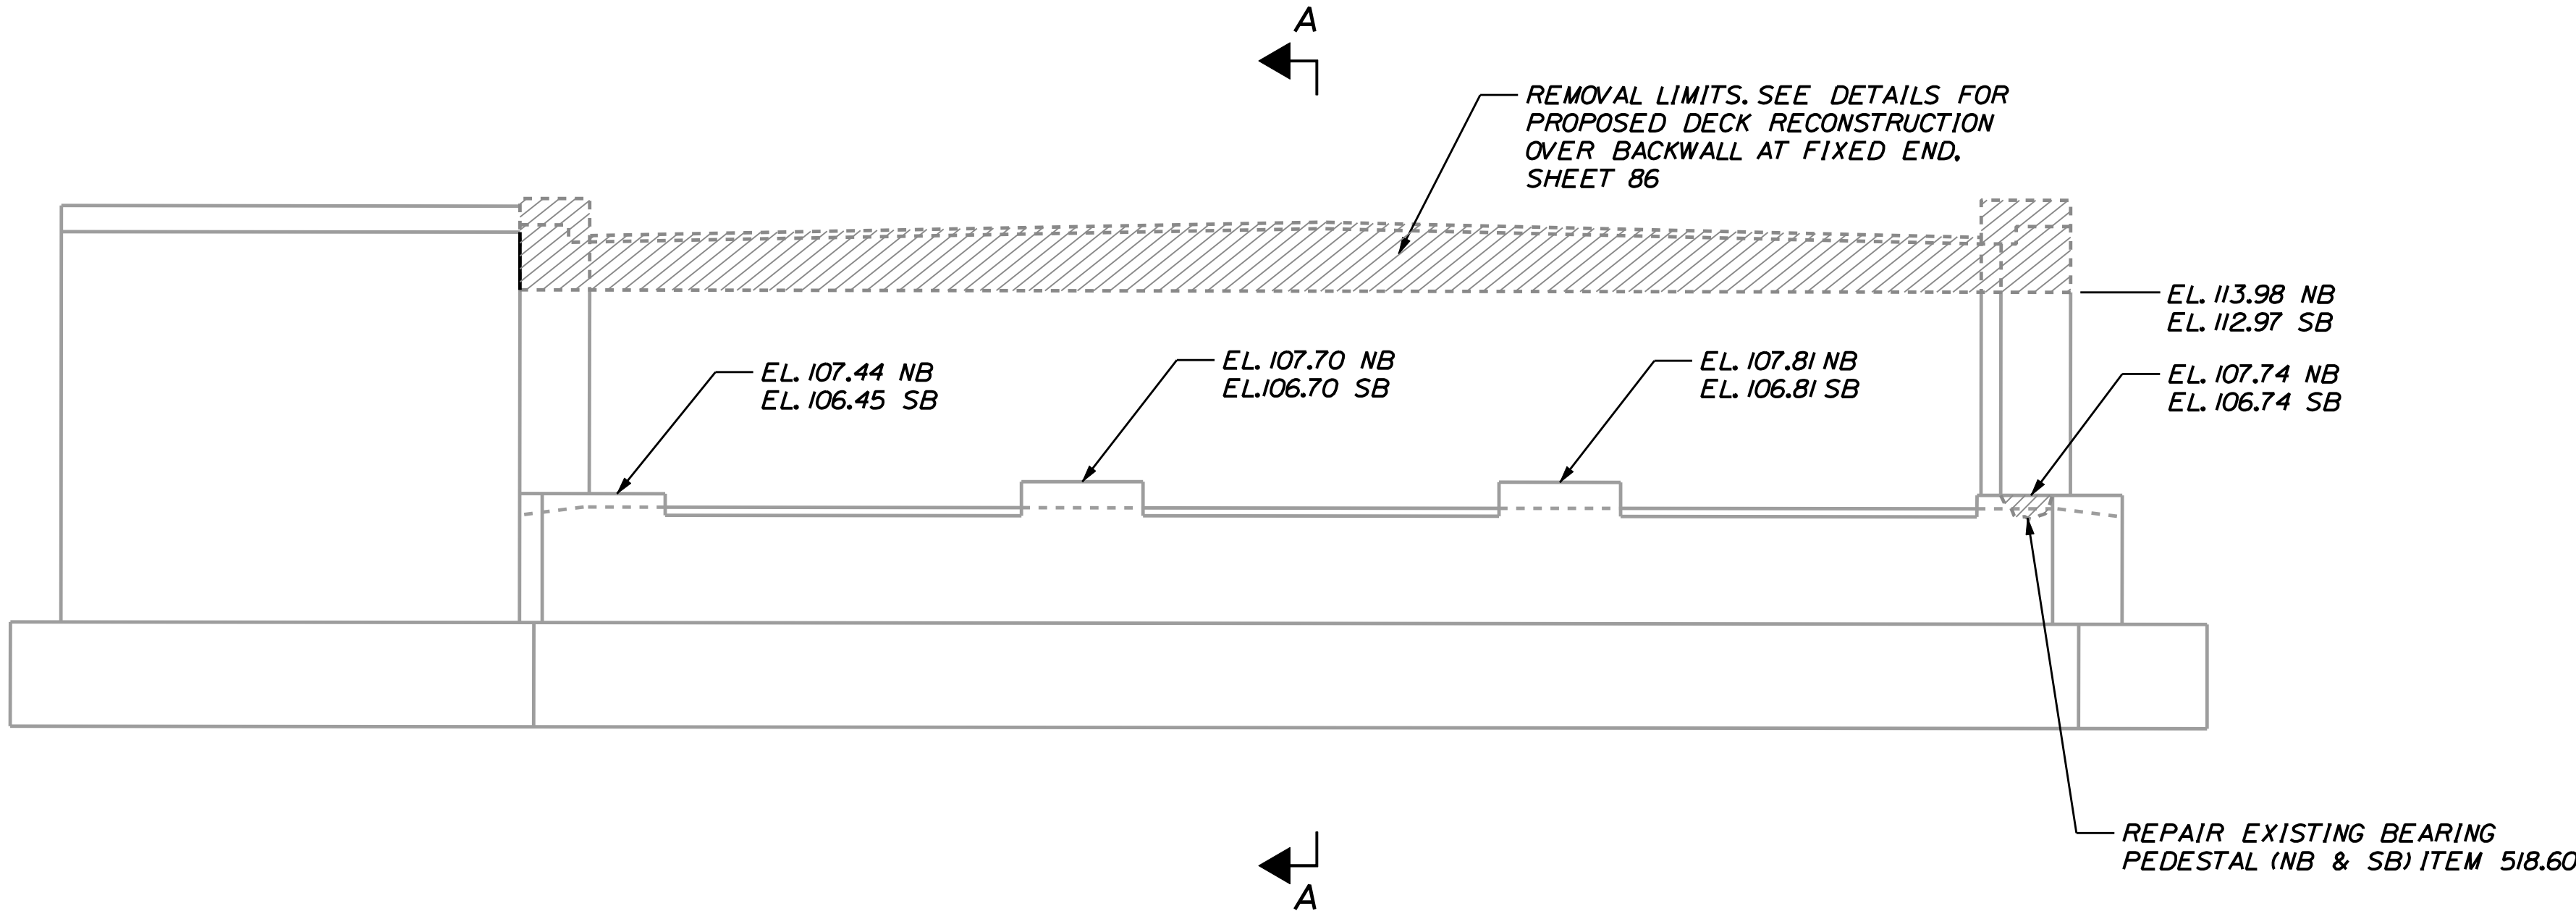 A
REMOVAL LIMITS. SEE DETAILS FOR
PROPOSED DECK RECONSTRUCTION
OVER BACKWALL AT FIXED END,
SHEET 86
EL. 113.98 NB
EL. 112.97 SB
EL. 107.44 NB
EL. 106.45 SB
EL. 107.70 NB
EL.106.70 SB
EL. 107.81 NB
EL. 106.81 SB
EL. 107.74 NB
EL. 106.74 SB
REPAIR EXISTING BEARING
PEDESTAL (NB & SB) ITEM 518.60
A